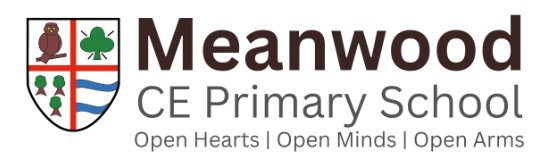 Meanwood
CE Primary School
Open Hearts | Open Minds | Open Arms